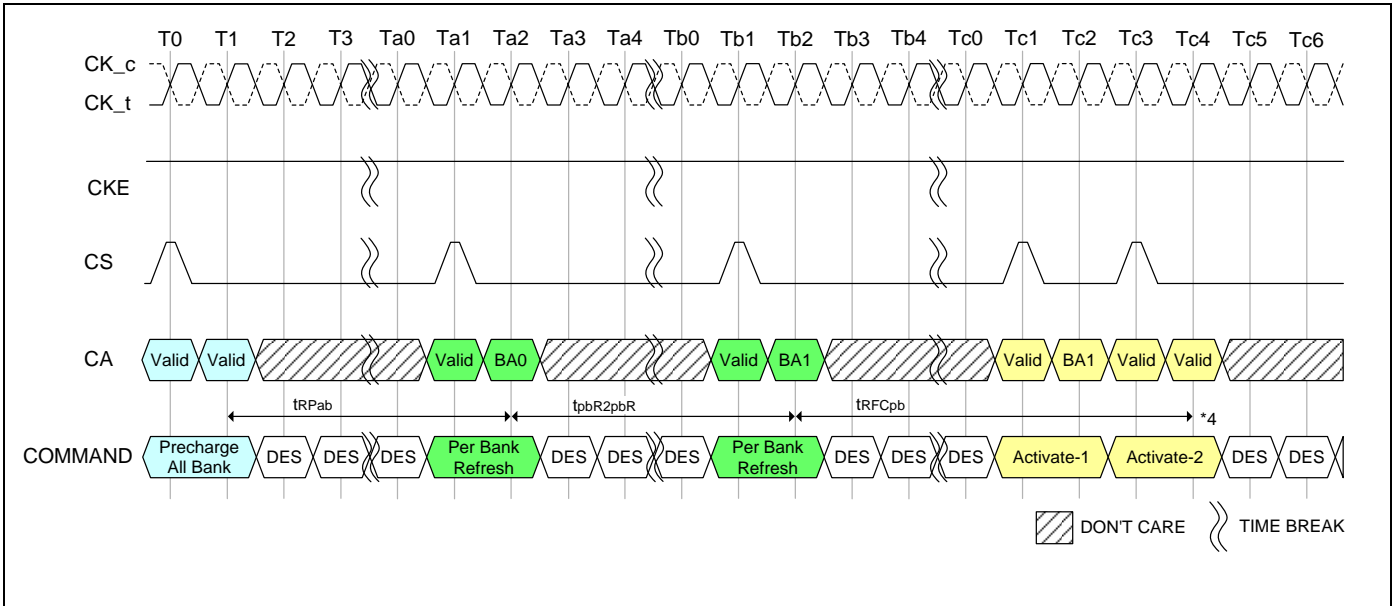 T0 T1 T2 T3 Ta0 Ta1 Ta2 Ta3 Ta4 Tb0 Tb1 Tb2 Tb3 Tb4 Tc0 Tc1 Tc2 Tc3 Tc4 Tc5 Tc6
CK_c
CK_t
CKE
CS
CA Valid Valid Valid BA0 Valid BA1 Valid BA1 Valid Valid
tRPab tpbR2pbR tRFCpb *4
COMMAND Precharge All Bank DES DES DES Per Bank Refresh DES DES DES Per Bank Refresh DES DES DES Activate-1 Activate-2 DES DES
DON'T CARE TIME BREAK